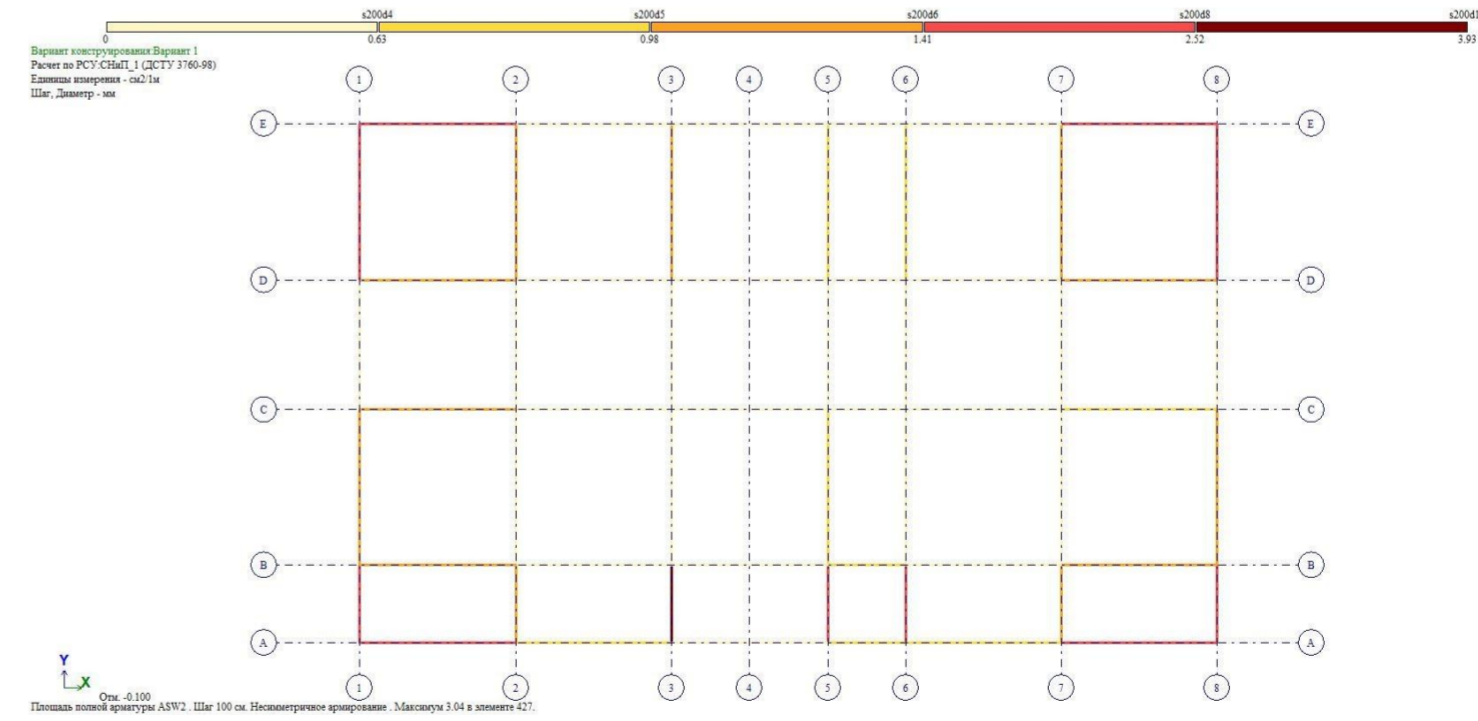 s200d4 s200d5 s200d6 s200d8 s200d1
0 0.63 0.98 1.41 2.52 3.93
Вариант конструирования:Вариант 1
Расчет по РСУ:СНиП_1 (ДСТУ 3760-98)
Единицы измерения - см2/1м
Шаг, Диаметр - мм
1 2 3 4 5 6 7 8
E E
D D
C C
B B
A A
Y
X
1 2 3 4 5 6 7 8
Отм. -0.100
Площадь полной арматуры ASW2 . Шаг 100 см. Несимметричное армирование . Максимум 3.04 в элементе 427.